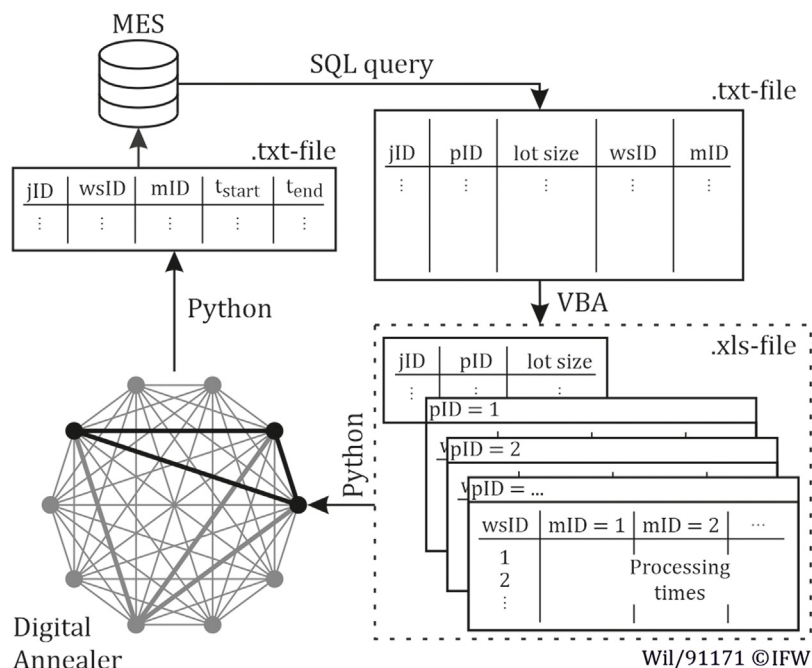 MES
SQL query
.txt-file
jID pID lot size wsID mID
⋮ ⋮ ⋮ ⋮ ⋮
.txt-file
jID wsID mID t_start t_end
⋮ ⋮ ⋮ ⋮ ⋮
Python
VBA
.xls-file
jID pID lot size
⋮ ⋮ ⋮
pID = 1
pID = 2
pID = ...
wsID mID = 1 mID = 2 ...
1
2
⋮
Processing
times
Python
Digital
Annealer
Wil/91171 ©IFW